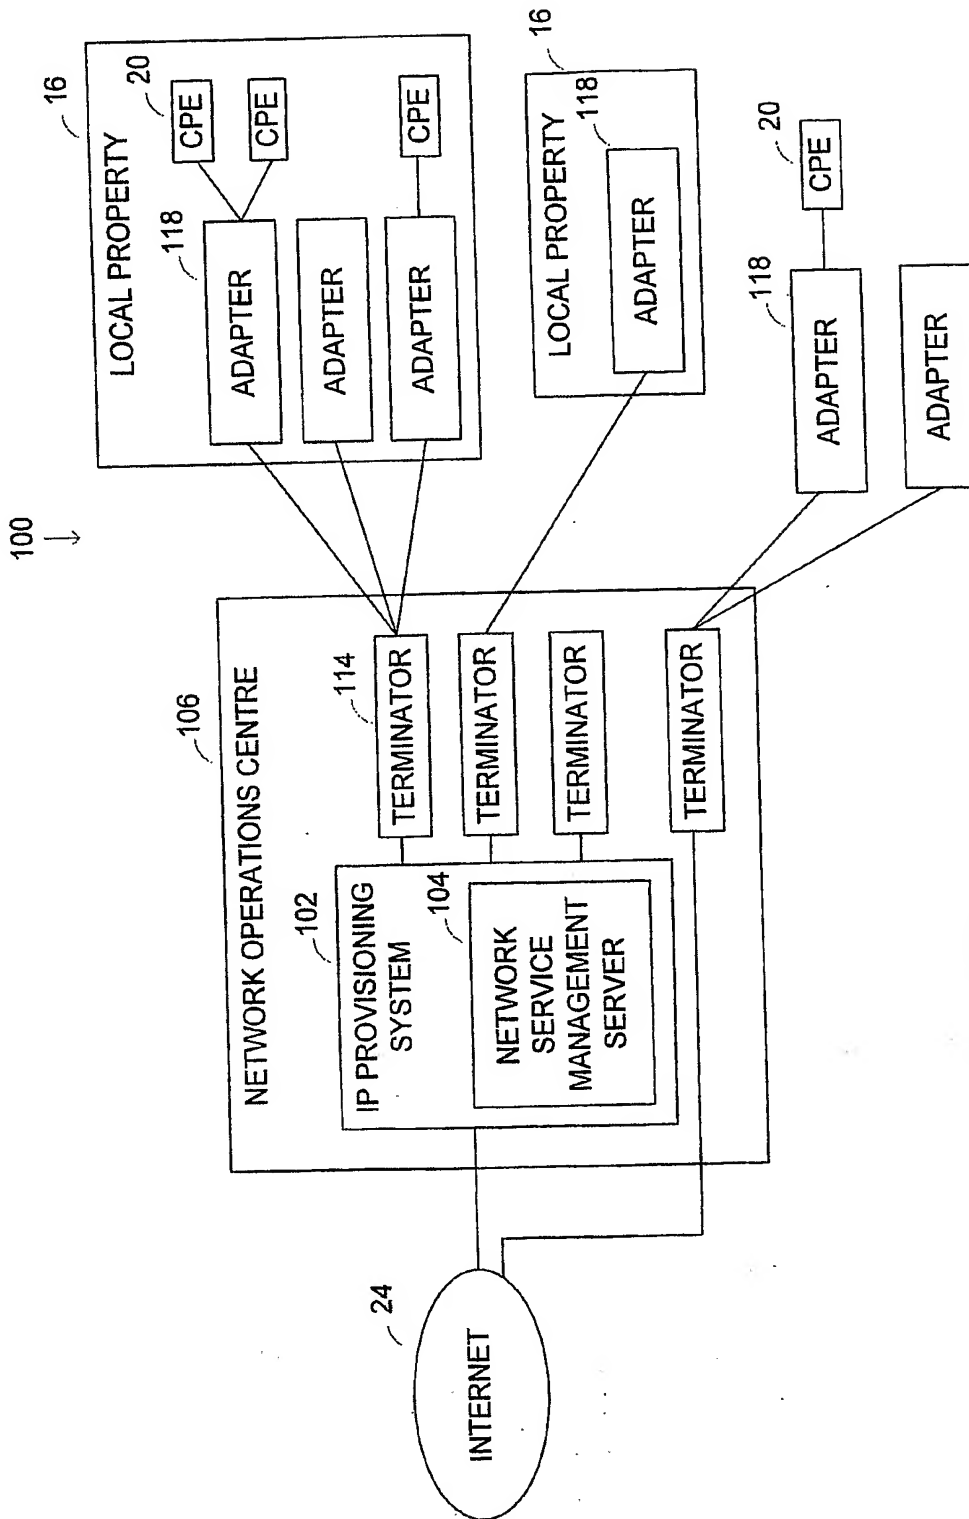 100
INTERNET
24
NETWORK OPERATIONS CENTRE
106
IP PROVISIONING
SYSTEM
102
NETWORK
SERVICE
MANAGEMENT
SERVER
104
TERMINATOR
114
TERMINATOR
TERMINATOR
TERMINATOR
LOCAL PROPERTY
16
ADAPTER
118
ADAPTER
ADAPTER
CPE
20
CPE
CPE
LOCAL PROPERTY
16
ADAPTER
118
ADAPTER
118
CPE
20
ADAPTER